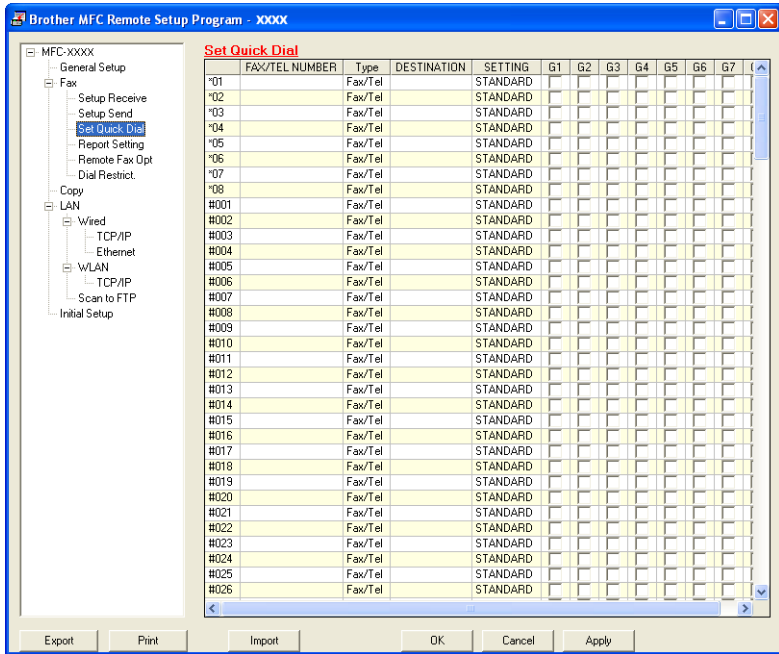 Brother MFC Remote Setup Program - XXXX
MFC-XXXX
General Setup
Fax
Setup Receive
Setup Send
Set Quick Dial
Report Setting
Remote Fax Opt
Dial Restrict.
Copy
LAN
Wired
TCP/IP
Ethernet
WLAN
TCP/IP
Scan to FTP
Initial Setup
Set Quick Dial
FAX/TEL NUMBER Type DESTINATION SETTING G1 G2 G3 G4 G5 G6 G7
*01 Fax/Tel STANDARD
*02 Fax/Tel STANDARD
*03 Fax/Tel STANDARD
*04 Fax/Tel STANDARD
*05 Fax/Tel STANDARD
*06 Fax/Tel STANDARD
*07 Fax/Tel STANDARD
*08 Fax/Tel STANDARD
#001 Fax/Tel STANDARD
#002 Fax/Tel STANDARD
#003 Fax/Tel STANDARD
#004 Fax/Tel STANDARD
#005 Fax/Tel STANDARD
#006 Fax/Tel STANDARD
#007 Fax/Tel STANDARD
#008 Fax/Tel STANDARD
#009 Fax/Tel STANDARD
#010 Fax/Tel STANDARD
#011 Fax/Tel STANDARD
#012 Fax/Tel STANDARD
#013 Fax/Tel STANDARD
#014 Fax/Tel STANDARD
#015 Fax/Tel STANDARD
#016 Fax/Tel STANDARD
#017 Fax/Tel STANDARD
#018 Fax/Tel STANDARD
#019 Fax/Tel STANDARD
#020 Fax/Tel STANDARD
#021 Fax/Tel STANDARD
#022 Fax/Tel STANDARD
#023 Fax/Tel STANDARD
#024 Fax/Tel STANDARD
#025 Fax/Tel STANDARD
#026 Fax/Tel STANDARD
Export Print Import OK Cancel Apply